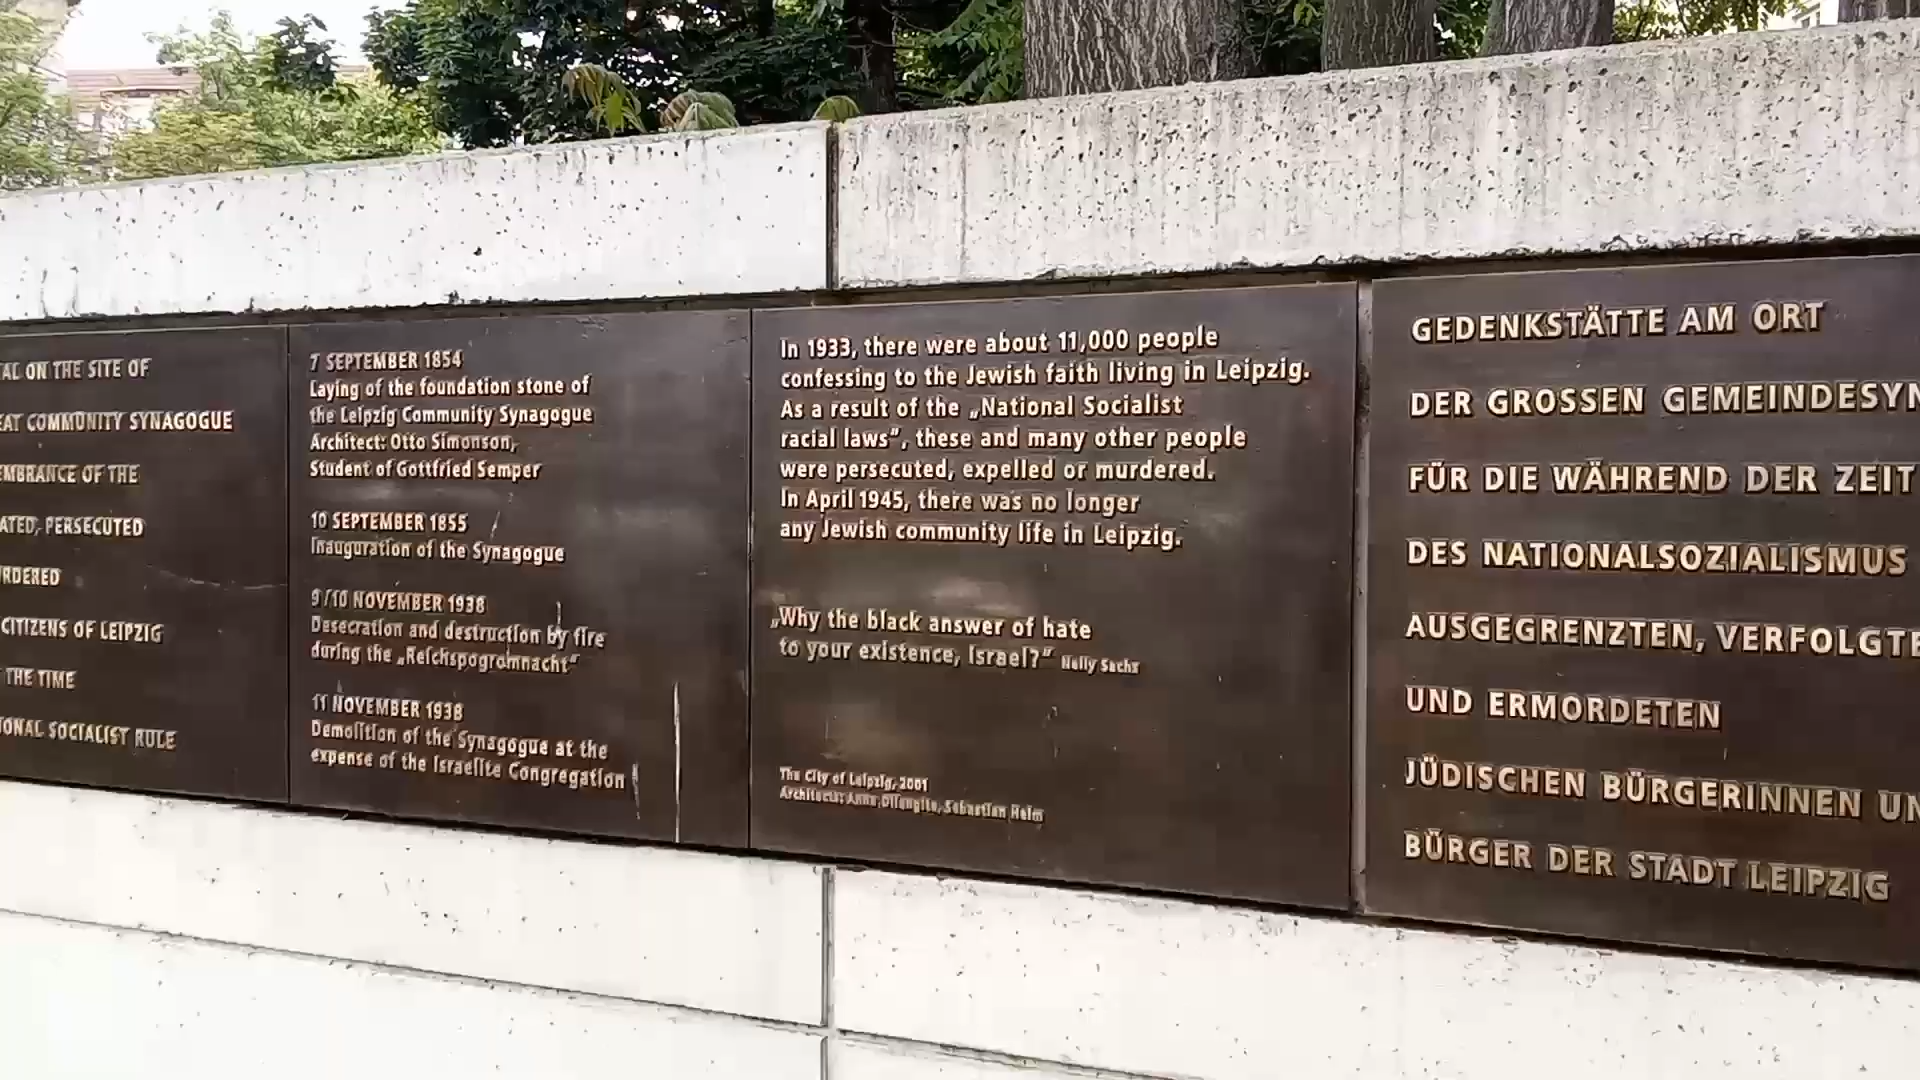 AL ON THE SITE OF
EAT COMMUNITY SYNAGOGUE
EMBRANCE OF THE
ATED, PERSECUTED
RDERED
CITIZENS OF LEIPZIG
THE TIME
IONAL SOCIALIST RULE
7 SEPTEMBER 1854
Laying of the foundation stone of
the Leipzig Community Synagogue
Architect: Otto Simonson,
Student of Gottfried Semper
10 SEPTEMBER 1855
Inauguration of the Synagogue
9/10 NOVEMBER 1938
Desecration and destruction by fire
during the „Reichspogromnacht“
11 NOVEMBER 1938
Demolition of the Synagogue at the
expense of the Israelite Congregation
In 1933, there were about 11,000 people
confessing to the Jewish faith living in Leipzig.
As a result of the „National Socialist
racial laws“, these and many other people
were persecuted, expelled or murdered.
In April 1945, there was no longer
any Jewish community life in Leipzig.
„Why the black answer of hate
to your existence, Israel?“ Nelly Sachs
The City of Leipzig, 2001
Architects: Anna Dilengite, Sebastian Helm
GEDENKSTÄTTE AM ORT
DER GROSSEN GEMEINDESYN
FÜR DIE WÄHREND DER ZEIT
DES NATIONALSOZIALISMUS
AUSGEGRENZTEN, VERFOLGTE
UND ERMORDETEN
JÜDISCHEN BÜRGERINNEN UN
BÜRGER DER STADT LEIPZIG